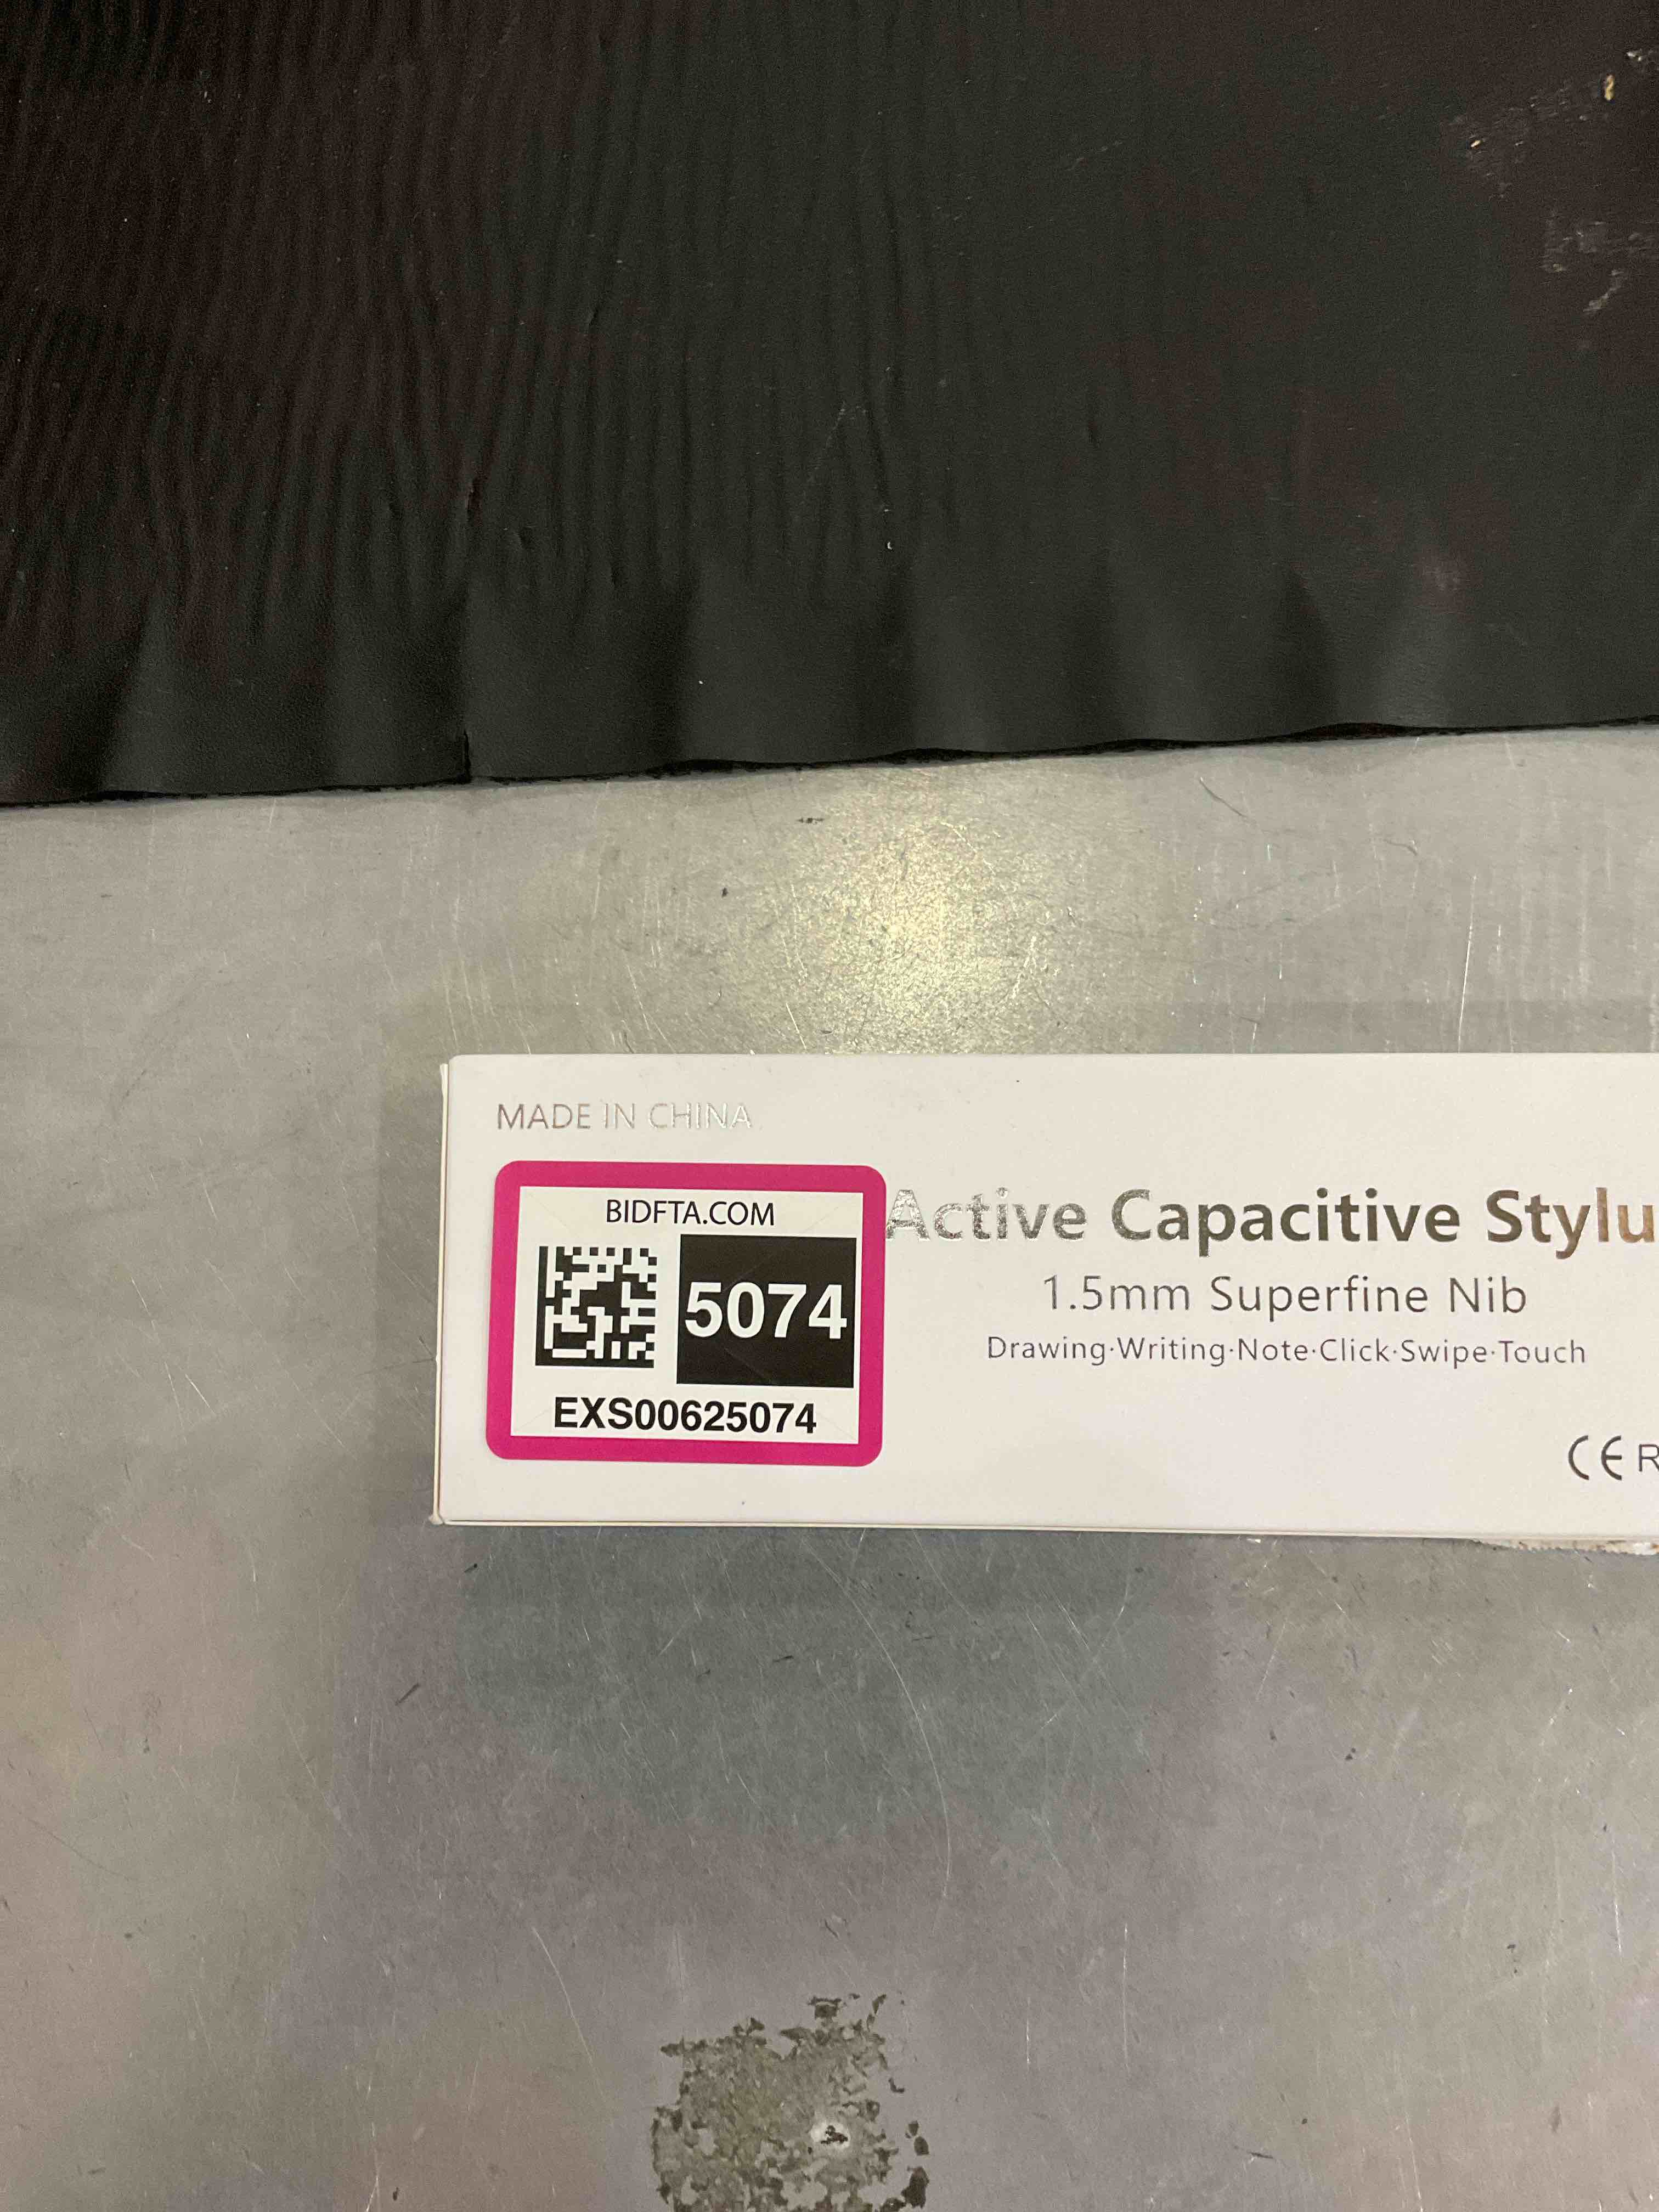 MADE IN CHINA
BIDFTA.COM
5074
EXS00625074
Active Capacitive Stylu
1.5mm Superfine Nib
Drawing·Writing·Note·Click·Swipe·Touch
CE R